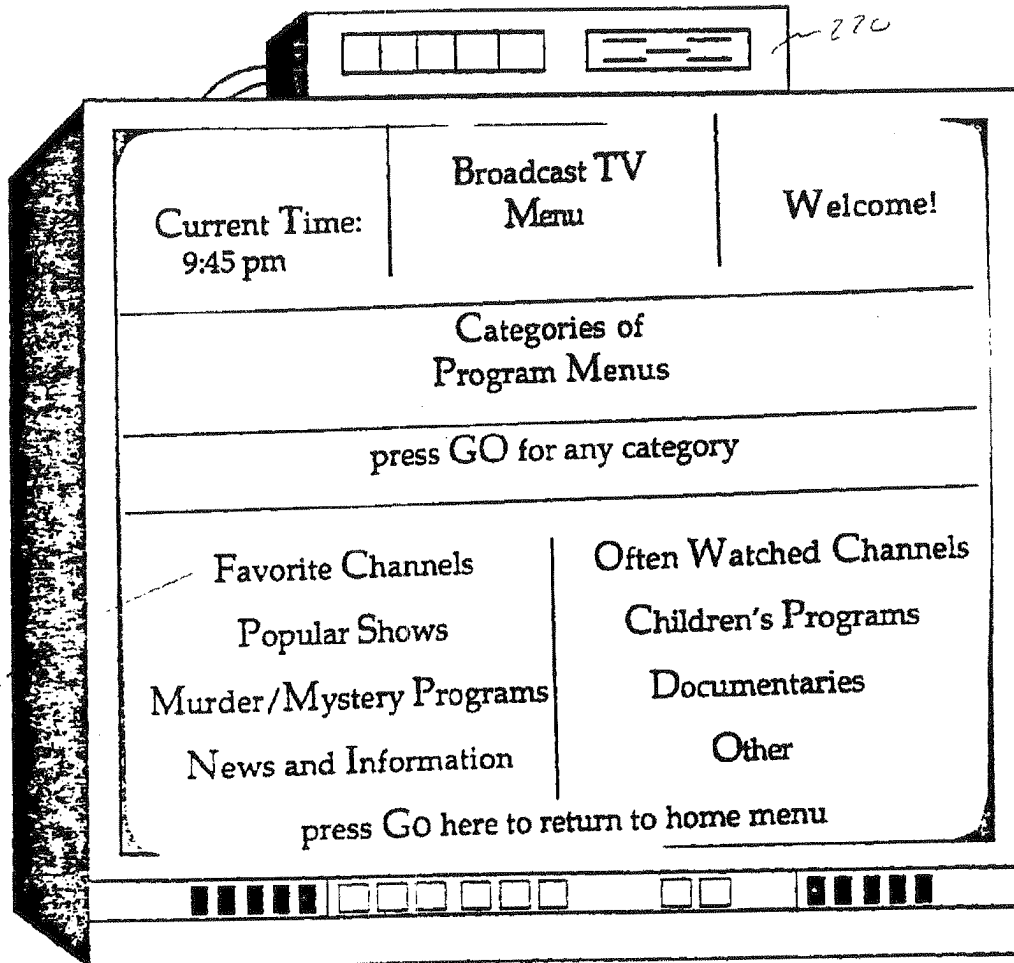 220
Current Time:
9:45 pm
Broadcast TV
Menu
Welcome!
Categories of
Program Menus
press GO for any category
Favorite Channels
Popular Shows
Murder/Mystery Programs
News and Information
Often Watched Channels
Children's Programs
Documentaries
Other
press GO here to return to home menu